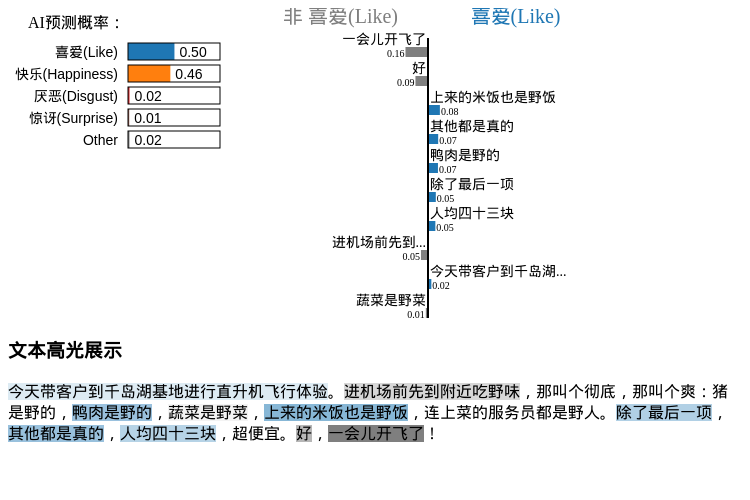 AI预测概率：
喜爱(Like) 0.50
快乐(Happiness) 0.46
厌恶(Disgust) 0.02
惊讶(Surprise) 0.01
Other 0.02
非 喜爱(Like) 喜爱(Like)
一会儿开飞了
0.16
好
0.09
上来的米饭也是野饭
0.08
其他都是真的
0.07
鸭肉是野的
0.07
除了最后一项
0.05
人均四十三块
0.05
进机场前先到...
0.05
今天带客户到千岛湖...
0.02
蔬菜是野菜
0.01
文本高光展示
今天带客户到千岛湖基地进行直升机飞行体验。进机场前先到附近吃野味，那叫个彻底，那叫个爽：猪
是野的，鸭肉是野的，蔬菜是野菜，上来的米饭也是野饭，连上菜的服务员都是野人。除了最后一项，
其他都是真的，人均四十三块，超便宜。好，一会儿开飞了！